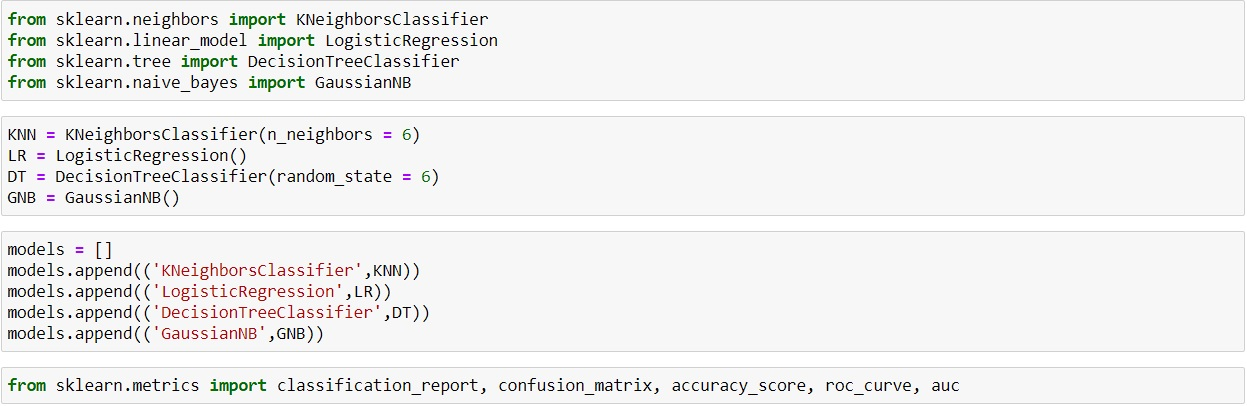 from sklearn.neighbors import KNeighborsClassifier
from sklearn.linear_model import LogisticRegression
from sklearn.tree import DecisionTreeClassifier
from sklearn.naive_bayes import GaussianNB
KNN = KNeighborsClassifier(n_neighbors = 6)
LR = LogisticRegression()
DT = DecisionTreeClassifier(random_state = 6)
GNB = GaussianNB()
models = []
models.append(('KNeighborsClassifier',KNN))
models.append(('LogisticRegression',LR))
models.append(('DecisionTreeClassifier',DT))
models.append(('GaussianNB',GNB))
from sklearn.metrics import classification_report, confusion_matrix, accuracy_score, roc_curve, auc